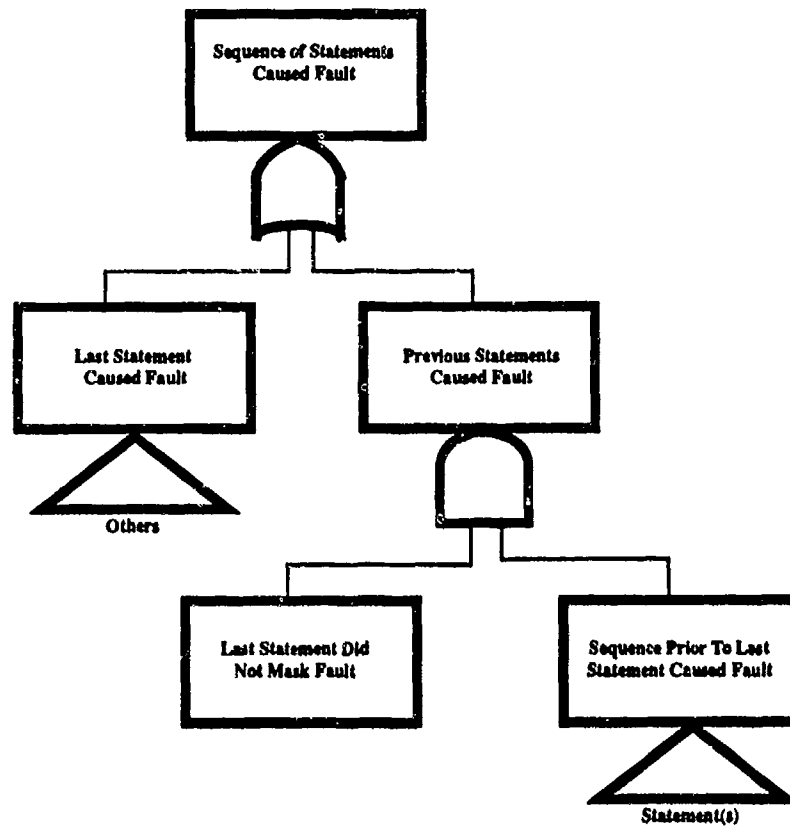 Sequence of Statements
Caused Fault
Last Statement
Caused Fault
Previous Statements
Caused Fault
Others
Last Statement Did
Not Mask Fault
Sequence Prior To Last
Statement Caused Fault
Statement(s)